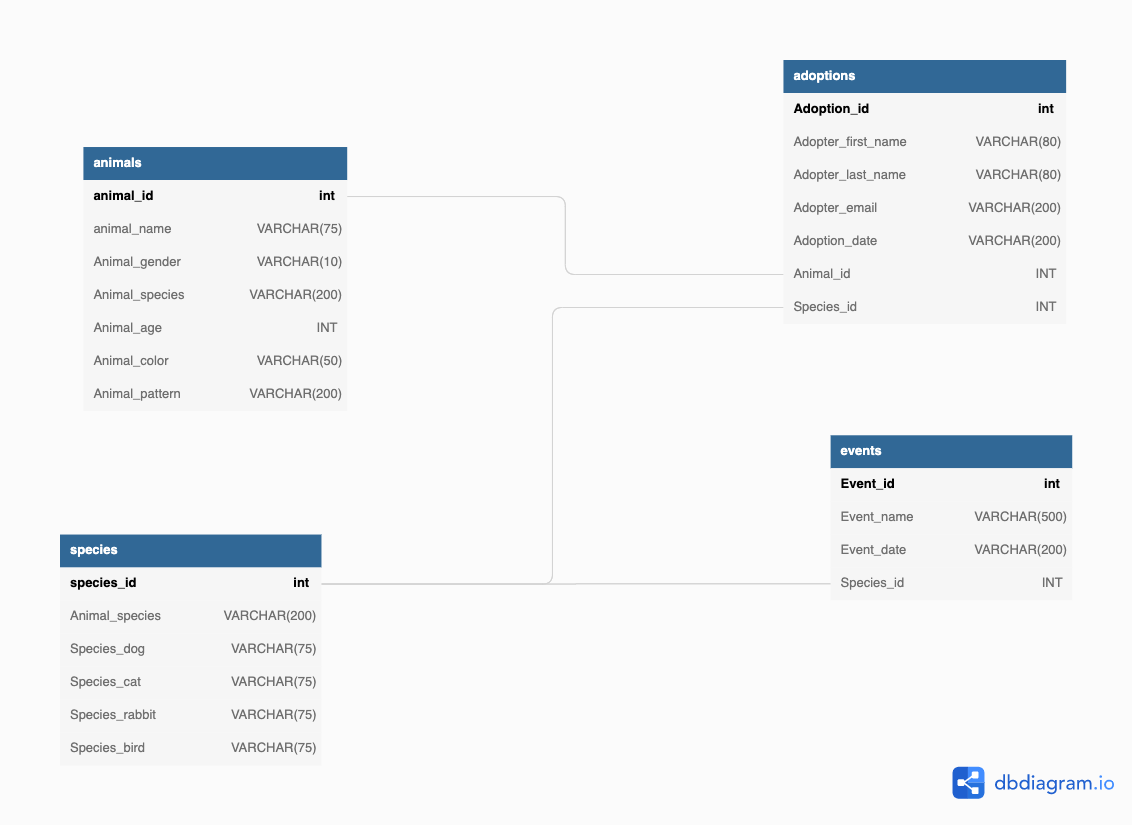 adoptions
Adoption_id int
Adopter_first_name VARCHAR(80)
Adopter_last_name VARCHAR(80)
Adopter_email VARCHAR(200)
Adoption_date VARCHAR(200)
Animal_id INT
Species_id INT
animals
animal_id int
animal_name VARCHAR(75)
Animal_gender VARCHAR(10)
Animal_species VARCHAR(200)
Animal_age INT
Animal_color VARCHAR(50)
Animal_pattern VARCHAR(200)
events
Event_id int
Event_name VARCHAR(500)
Event_date VARCHAR(200)
Species_id INT
species
species_id int
Animal_species VARCHAR(200)
Species_dog VARCHAR(75)
Species_cat VARCHAR(75)
Species_rabbit VARCHAR(75)
Species_bird VARCHAR(75)
dbdiagram.io